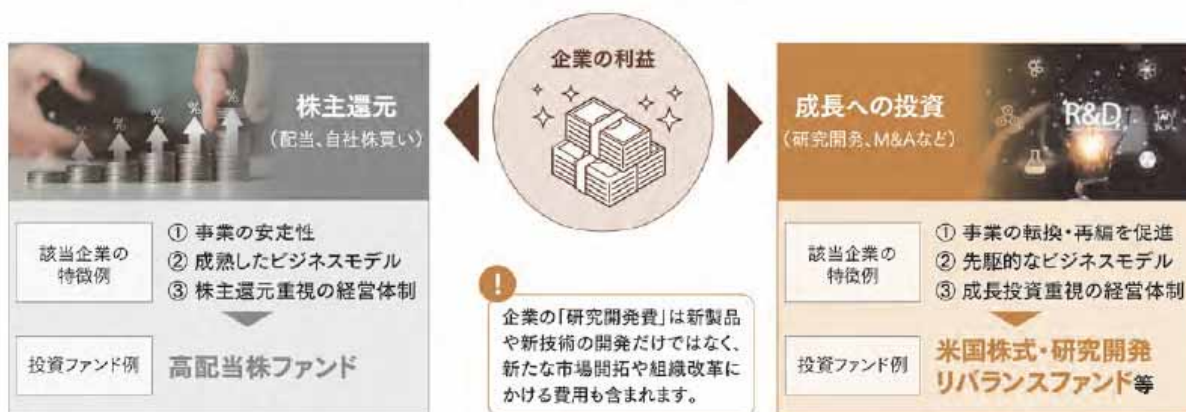 企業の利益
株主還元
(配当、自社株買い)
%
%
%
%
%
該当企業の
特徴例
① 事業の安定性
② 成熟したビジネスモデル
③ 株主還元重視の経営体制
投資ファンド例
高配当株ファンド
!
企業の「研究開発費」は新製品
や新技術の開発だけではなく、
新たな市場開拓や組織改革に
かける費用も含まれます。
成長への投資
(研究開発、M&Aなど)
R&D
該当企業の
特徴例
① 事業の転換・再編を促進
② 先駆的なビジネスモデル
③ 成長投資重視の経営体制
投資ファンド例
米国株式・研究開発
リバランスファンド等